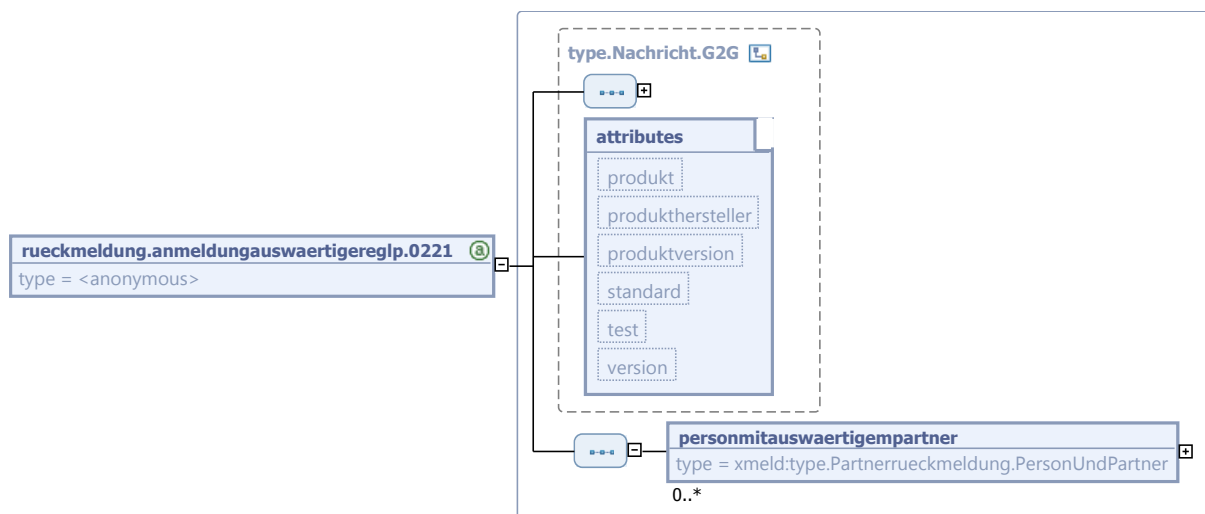 type.Nachricht.G2G
attributes
produkt
produkthersteller
produktversion
standard
test
version
rueckmeldung.anmeldungauswaertigereglp.0221 a
type = <anonymous>
personmitauswaertigempartner
type = xmeld:type.Partnerrueckmeldung.PersonUndPartner
0..*